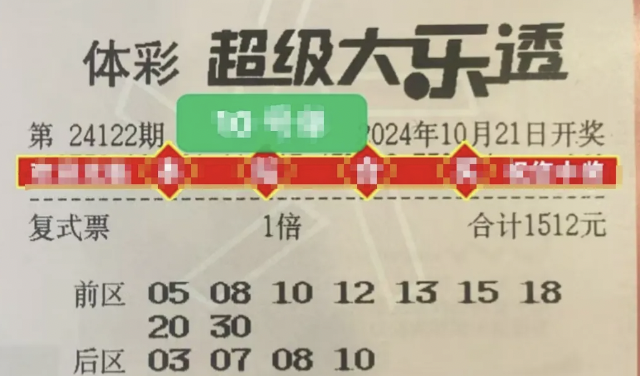 体彩 超级大乐透
第 24122期 2024年10月21日开奖
复式票 1倍 合计1512元
前区 05 08 10 12 13 15 18
20 30
后区 03 07 08 10